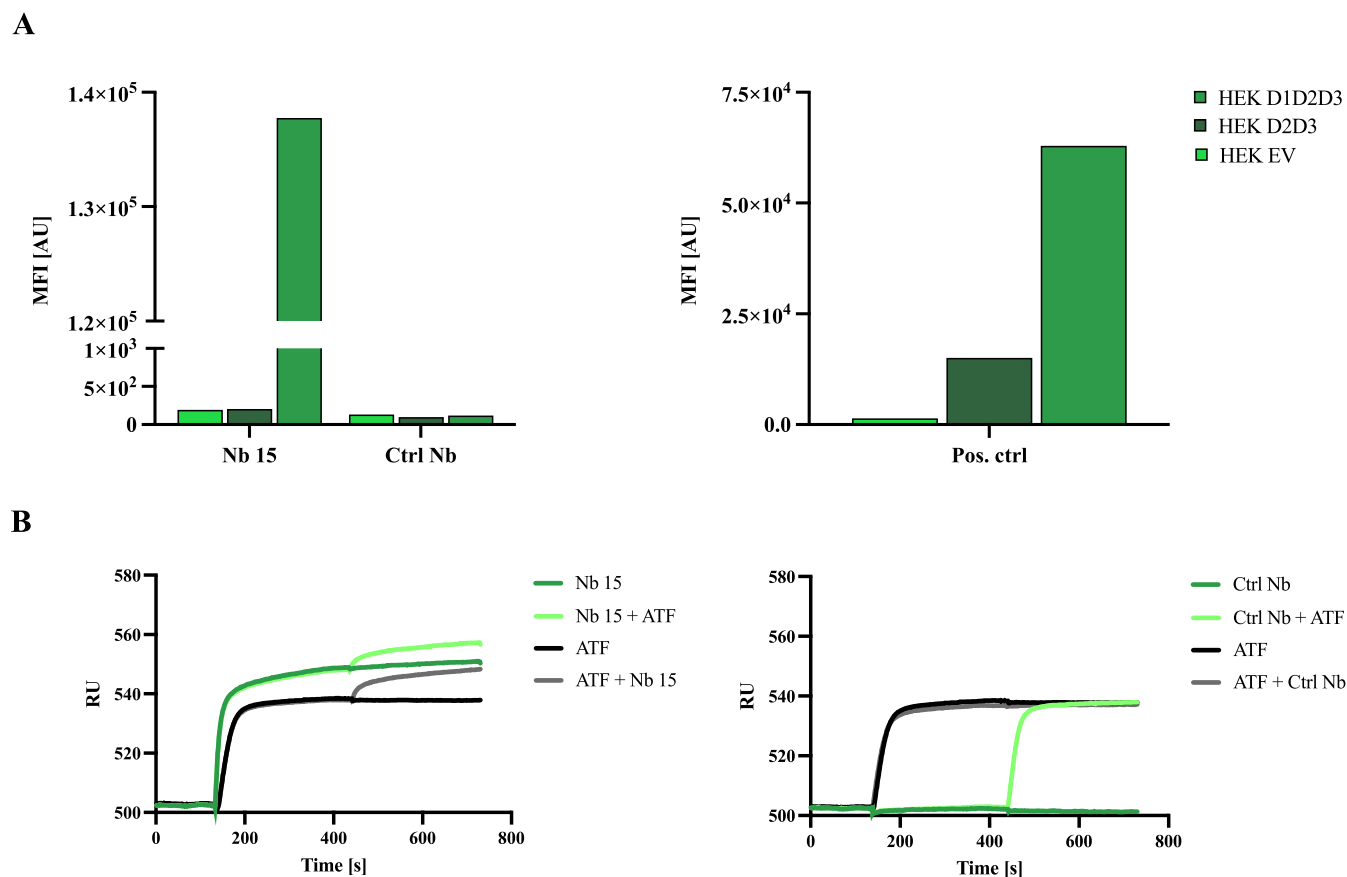 A
MFI [AU]
1.4×10⁵
1.3×10⁵
1.2×10⁵
1×10³
5×10²
0
Nb 15
Ctrl Nb
MFI [AU]
7.5×10⁴
5.0×10⁴
2.5×10⁴
0.0
Pos. ctrl
HEK D1D2D3
HEK D2D3
HEK EV
B
RU
580
560
540
520
500
0 200 400 600 800
Time [s]
Nb 15
Nb 15 + ATF
ATF
ATF + Nb 15
RU
580
560
540
520
500
0 200 400 600 800
Time [s]
Ctrl Nb
Ctrl Nb + ATF
ATF
ATF + Ctrl Nb